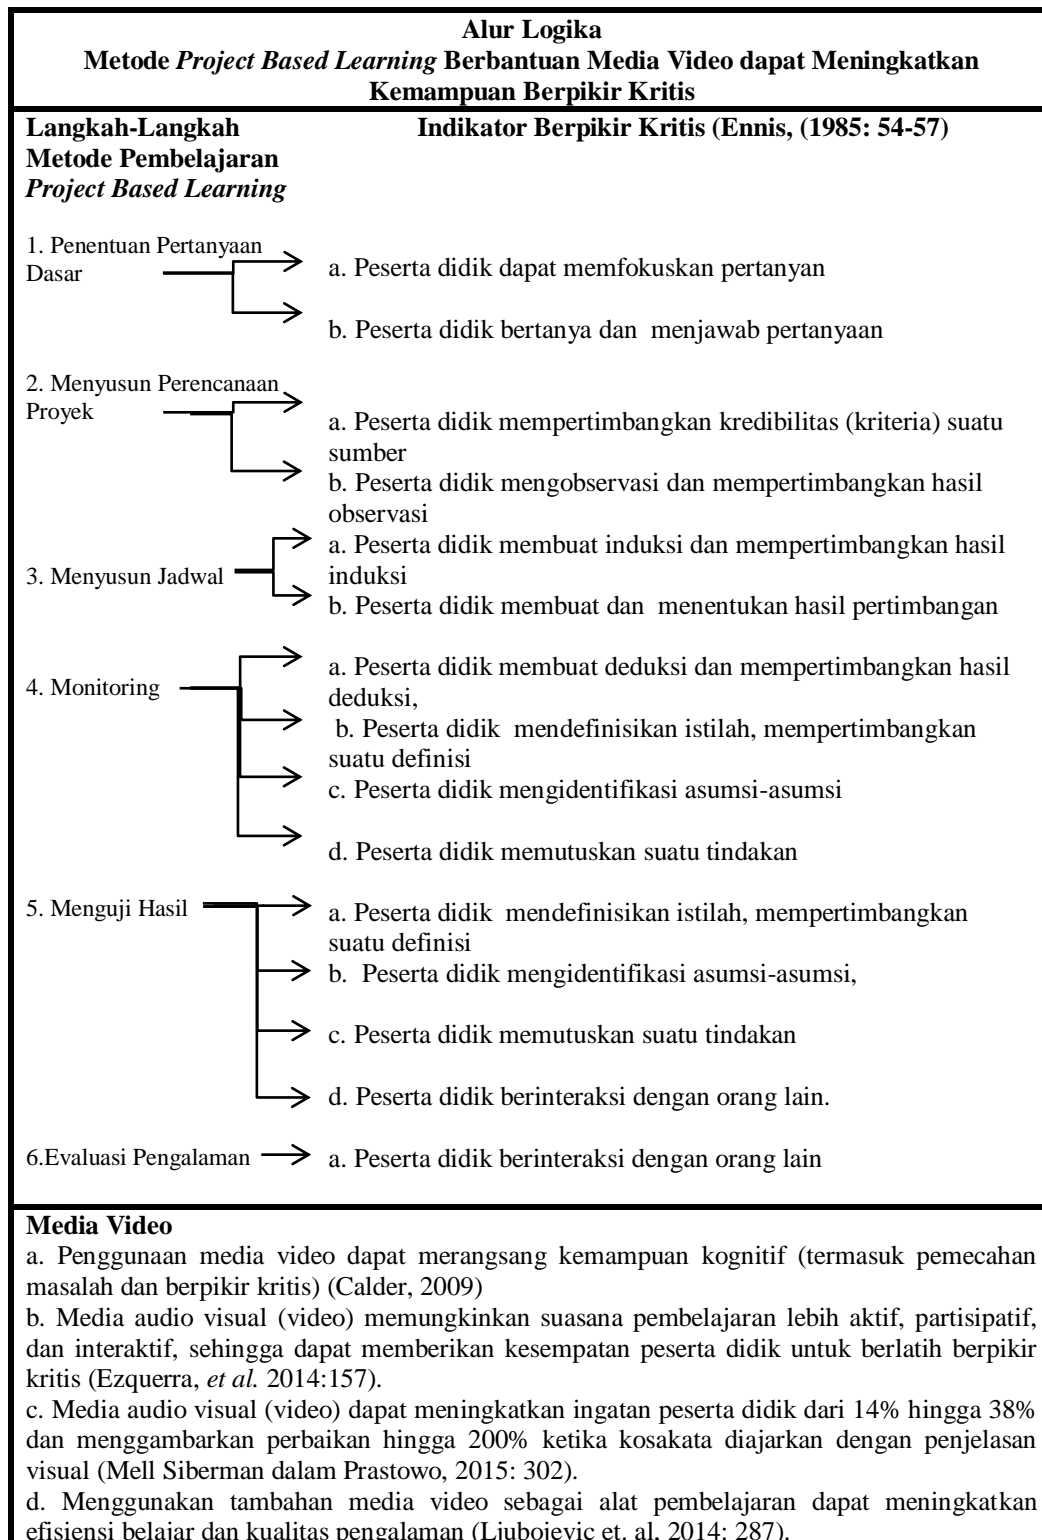 Alur Logika
Metode Project Based Learning Berbantuan Media Video dapat Meningkatkan
Kemampuan Berpikir Kritis
Langkah-Langkah
Metode Pembelajaran
Project Based Learning
Indikator Berpikir Kritis (Ennis, (1985: 54-57)
1. Penentuan Pertanyaan
Dasar
a. Peserta didik dapat memfokuskan pertanyan
b. Peserta didik bertanya dan menjawab pertanyaan
2. Menyusun Perencanaan
Proyek
a. Peserta didik mempertimbangkan kredibilitas (kriteria) suatu
sumber
b. Peserta didik mengobservasi dan mempertimbangkan hasil
observasi
3. Menyusun Jadwal
a. Peserta didik membuat induksi dan mempertimbangkan hasil
induksi
b. Peserta didik membuat dan menentukan hasil pertimbangan
4. Monitoring
a. Peserta didik membuat deduksi dan mempertimbangkan hasil
deduksi,
b. Peserta didik mendefinisikan istilah, mempertimbangkan
suatu definisi
c. Peserta didik mengidentifikasi asumsi-asumsi
d. Peserta didik memutuskan suatu tindakan
5. Menguji Hasil
a. Peserta didik mendefinisikan istilah, mempertimbangkan
suatu definisi
b. Peserta didik mengidentifikasi asumsi-asumsi,
c. Peserta didik memutuskan suatu tindakan
d. Peserta didik berinteraksi dengan orang lain.
6.Evaluasi Pengalaman
a. Peserta didik berinteraksi dengan orang lain
Media Video
a. Penggunaan media video dapat merangsang kemampuan kognitif (termasuk pemecahan
masalah dan berpikir kritis) (Calder, 2009)
b. Media audio visual (video) memungkinkan suasana pembelajaran lebih aktif, partisipatif,
dan interaktif, sehingga dapat memberikan kesempatan peserta didik untuk berlatih berpikir
kritis (Ezquerra, et al. 2014:157).
c. Media audio visual (video) dapat meningkatkan ingatan peserta didik dari 14% hingga 38%
dan menggambarkan perbaikan hingga 200% ketika kosakata diajarkan dengan penjelasan
visual (Mell Siberman dalam Prastowo, 2015: 302).
d. Menggunakan tambahan media video sebagai alat pembelajaran dapat meningkatkan
efisiensi belajar dan kualitas pengalaman (Ljubojevic et. al, 2014: 287).